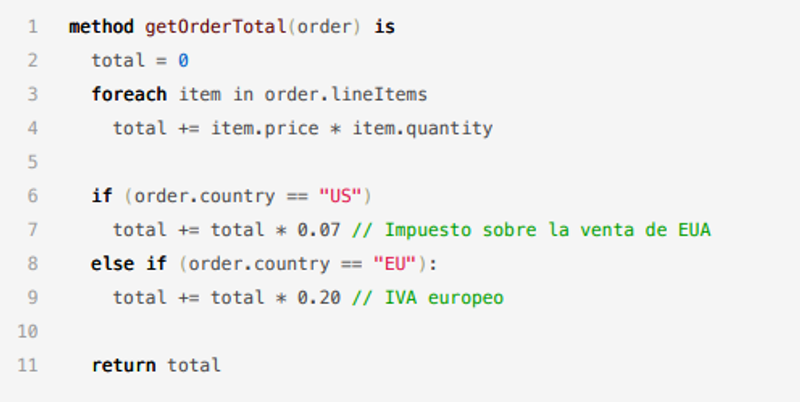 1 method getOrderTotal(order) is
2 total = 0
3 foreach item in order.lineItems
4 total += item.price * item.quantity
5
6 if (order.country == "US")
7 total += total * 0.07 // Impuesto sobre la venta de EUA
8 else if (order.country == "EU"):
9 total += total * 0.20 // IVA europeo
10
11 return total